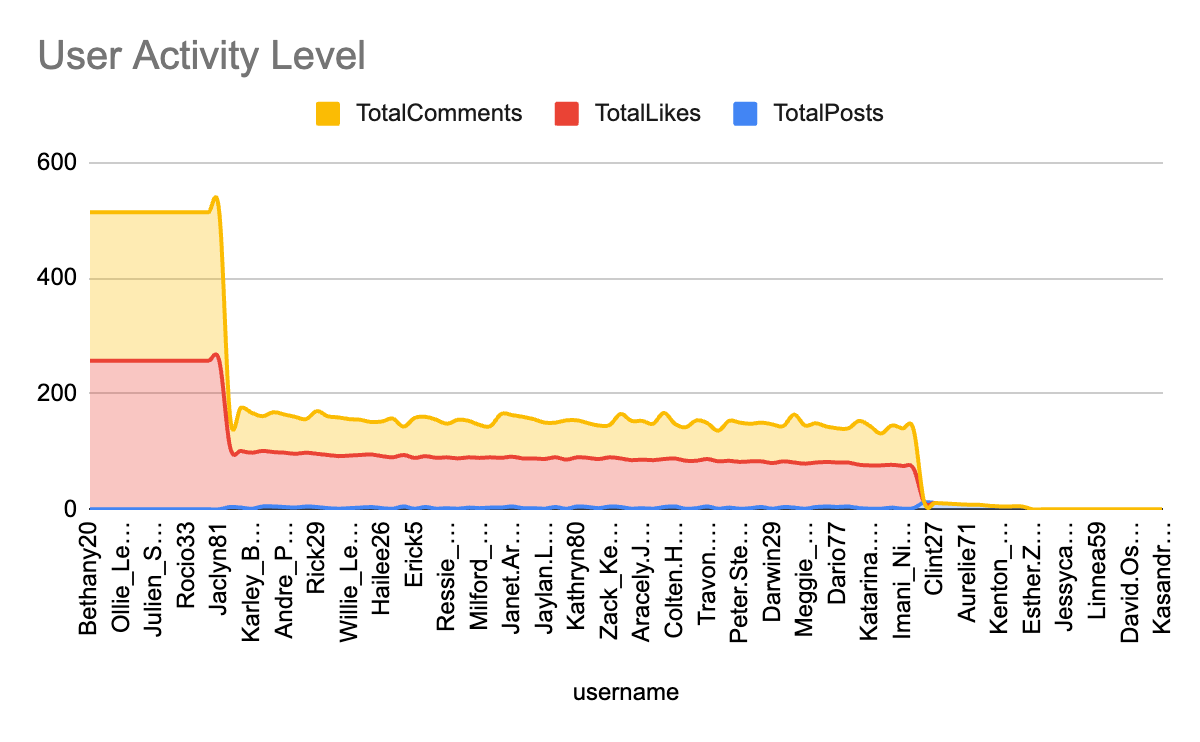 User Activity Level
TotalComments TotalLikes TotalPosts
600
400
200
0
Bethany20
Ollie_Le…
Julien_S…
Rocio33
Jaclyn81
Karley_B…
Andre_P…
Rick29
Willie_Le…
Hailee26
Erick5
Ressie_…
Milford_…
Janet.Ar…
Jaylan.L…
Kathryn80
Zack_Ke…
Aracely.J…
Colten.H…
Travon.…
Peter.Ste…
Darwin29
Meggie_…
Dario77
Katarina.…
Imani_Ni…
Clint27
Aurelie71
Kenton_…
Esther.Z…
Jessyca…
Linnea59
David.Os…
Kasandr…
username